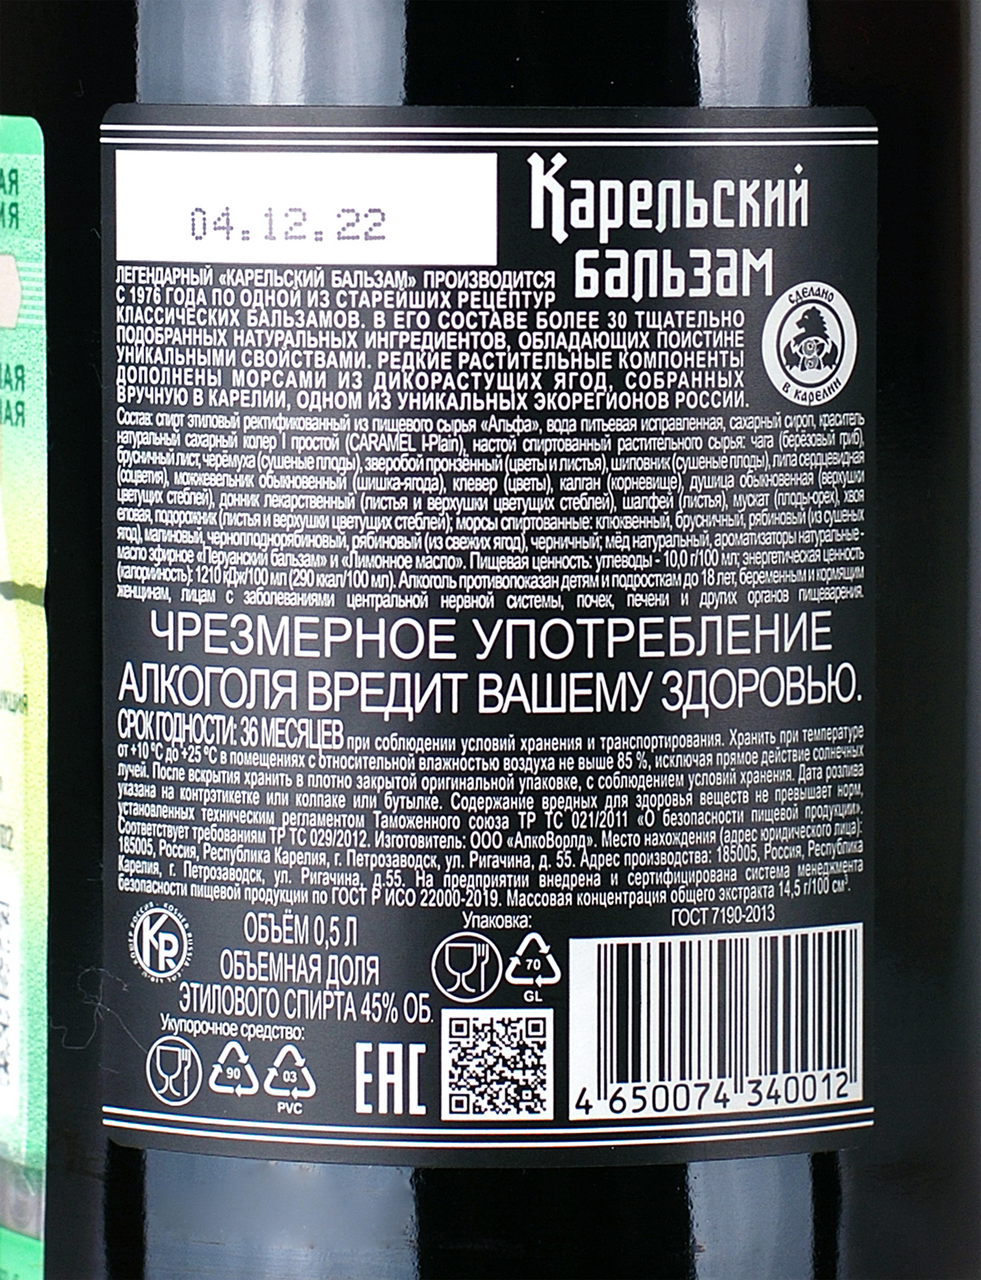 04.12.22
Карельский
бальзам
ЛЕГЕНДАРНЫЙ «КАРЕЛЬСКИЙ БАЛЬЗАМ» ПРОИЗВОДИТСЯ
С 1976 ГОДА ПО ОДНОЙ ИЗ СТАРЕЙШИХ РЕЦЕПТУР
КЛАССИЧЕСКИХ БАЛЬЗАМОВ. В ЕГО СОСТАВЕ БОЛЕЕ 30 ТЩАТЕЛЬНО
ПОДОБРАННЫХ НАТУРАЛЬНЫХ ИНГРЕДИЕНТОВ, ОБЛАДАЮЩИХ ПОИСТИНЕ
УНИКАЛЬНЫМИ СВОЙСТВАМИ. РЕДКИЕ РАСТИТЕЛЬНЫЕ КОМПОНЕНТЫ
ДОПОЛНЕНЫ МОРСАМИ ИЗ ДИКОРАСТУЩИХ ЯГОД, СОБРАННЫХ
ВРУЧНУЮ В КАРЕЛИИ, ОДНОМ ИЗ УНИКАЛЬНЫХ ЭКОРЕГИОНОВ РОССИИ.
СДЕЛАНО
В КАРЕЛИИ
Состав: спирт этиловый ректификованный из пищевого сырья «Альфа», вода питьевая исправленная, сахарный сироп, краситель
натуральный сахарный колер I простой (CARAMEL I-Plain), настой спиртованный растительного сырья: чага (берёзовый гриб),
брусничный лист, черёмуха (сушеные плоды), зверобой пронзённый (цветы и листья), шиповник (сушеные плоды), липа сердцевидная
(соцветия), можжевельник обыкновенный (шишка-ягода), клевер (цветы), калган (корневище), душица обыкновенная (верхушки
цветущих стеблей), донник лекарственный (листья и верхушки цветущих стеблей), шалфей (листья), мускат (плоды-орех), хвоя
еловая, подорожник (листья и верхушки цветущих стеблей); морсы спиртованные: клюквенный, брусничный, рябиновый (из сушеных
ягод), малиновый, черноплоднорябиновый, рябиновый (из свежих ягод), черничный; мёд натуральный, ароматизаторы натуральные -
масло эфирное «Перуанский бальзам» и «Лимонное масло». Пищевая ценность: углеводы - 10,0 г/100 мл; энергетическая ценность
(калорийность): 1210 кДж/100 мл (290 ккал/100 мл). Алкоголь противопоказан детям и подросткам до 18 лет, беременным и кормящим
женщинам, лицам с заболеваниями центральной нервной системы, почек, печени и других органов пищеварения.
ЧРЕЗМЕРНОЕ УПОТРЕБЛЕНИЕ
АЛКОГОЛЯ ВРЕДИТ ВАШЕМУ ЗДОРОВЬЮ.
СРОК ГОДНОСТИ: 36 МЕСЯЦЕВ при соблюдении условий хранения и транспортирования. Хранить при температуре
от +10 °С до +25 °С в помещениях с относительной влажностью воздуха не выше 85 %, исключая прямое действие солнечных
лучей. После вскрытия хранить в плотно закрытой оригинальной упаковке, с соблюдением условий хранения. Дата розлива
указана на контрэтикетке или колпаке или бутылке. Содержание вредных для здоровья веществ не превышает норм,
установленных техническим регламентом Таможенного союза ТР ТС 021/2011 «О безопасности пищевой продукции».
Соответствует требованиям ТР ТС 029/2012. Изготовитель: ООО «АлкоВорлд». Место нахождения (адрес юридического лица):
185005, Россия, Республика Карелия, г. Петрозаводск, ул. Ригачина, д. 55. Адрес производства: 185005, Россия, Республика
Карелия, г. Петрозаводск, ул. Ригачина, д.55. На предприятии внедрена и сертифицирована система менеджмента
безопасности пищевой продукции по ГОСТ Р ИСО 22000-2019. Массовая концентрация общего экстракта 14,5 г/100 см³.
ГОСТ 7190-2013
KR
ОБЪЁМ 0,5 Л
ОБЪЕМНАЯ ДОЛЯ
ЭТИЛОВОГО СПИРТА 45% ОБ.
Упаковка:
70
GL
Укупорочное средство:
90
03
PVC
EAC
4 650074 340012